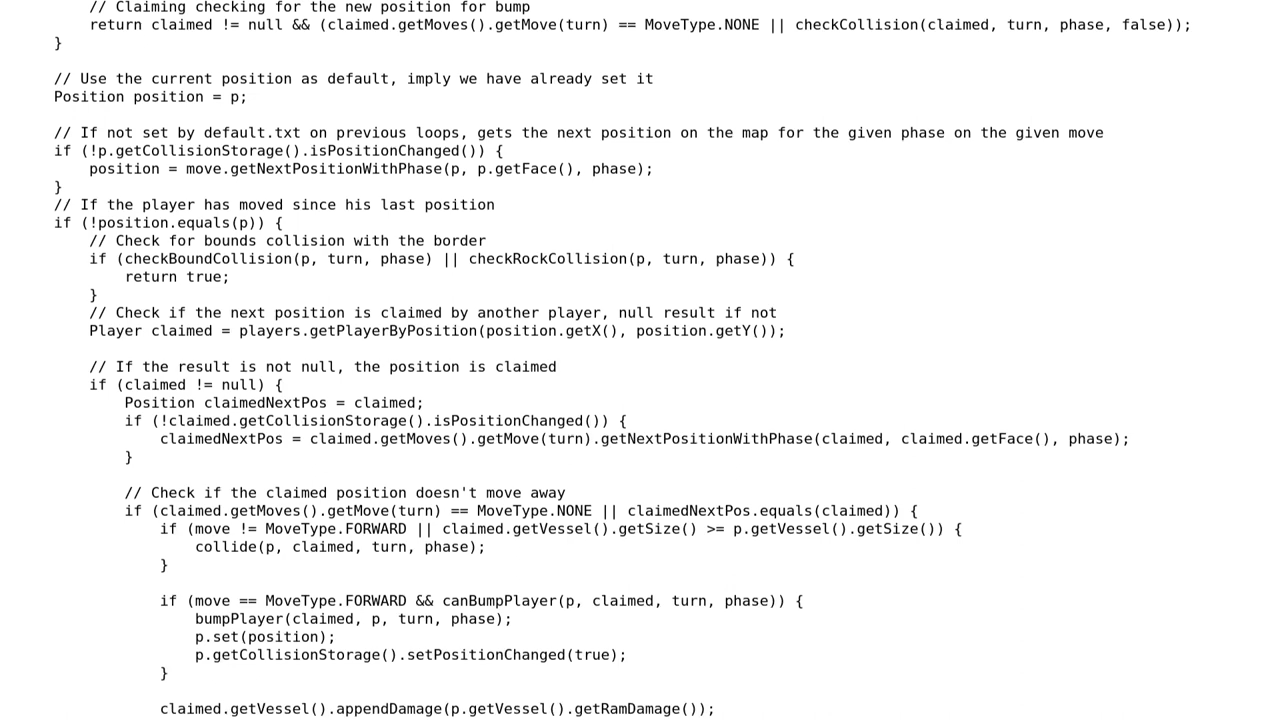 // Claiming checking for the new position for bump
return claimed != null && (claimed.getMoves().getMove(turn) == MoveType.NONE || checkCollision(claimed, turn, phase, false));
}
// Use the current position as default, imply we have already set it
Position position = p;
// If not set by default.txt on previous loops, gets the next position on the map for the given phase on the given move
if (!p.getCollisionStorage().isPositionChanged()) {
position = move.getNextPositionWithPhase(p, p.getFace(), phase);
}
// If the player has moved since his last position
if (!position.equals(p)) {
// Check for bounds collision with the border
if (checkBoundCollision(p, turn, phase) || checkRockCollision(p, turn, phase)) {
return true;
}
// Check if the next position is claimed by another player, null result if not
Player claimed = players.getPlayerByPosition(position.getX(), position.getY());
// If the result is not null, the position is claimed
if (claimed != null) {
Position claimedNextPos = claimed;
if (!claimed.getCollisionStorage().isPositionChanged()) {
claimedNextPos = claimed.getMoves().getMove(turn).getNextPositionWithPhase(claimed, claimed.getFace(), phase);
}
// Check if the claimed position doesn't move away
if (claimed.getMoves().getMove(turn) == MoveType.NONE || claimedNextPos.equals(claimed)) {
if (move != MoveType.FORWARD || claimed.getVessel().getSize() >= p.getVessel().getSize()) {
collide(p, claimed, turn, phase);
}
if (move == MoveType.FORWARD && canBumpPlayer(p, claimed, turn, phase)) {
bumpPlayer(claimed, p, turn, phase);
p.set(position);
p.getCollisionStorage().setPositionChanged(true);
}
claimed.getVessel().appendDamage(p.getVessel().getRamDamage());